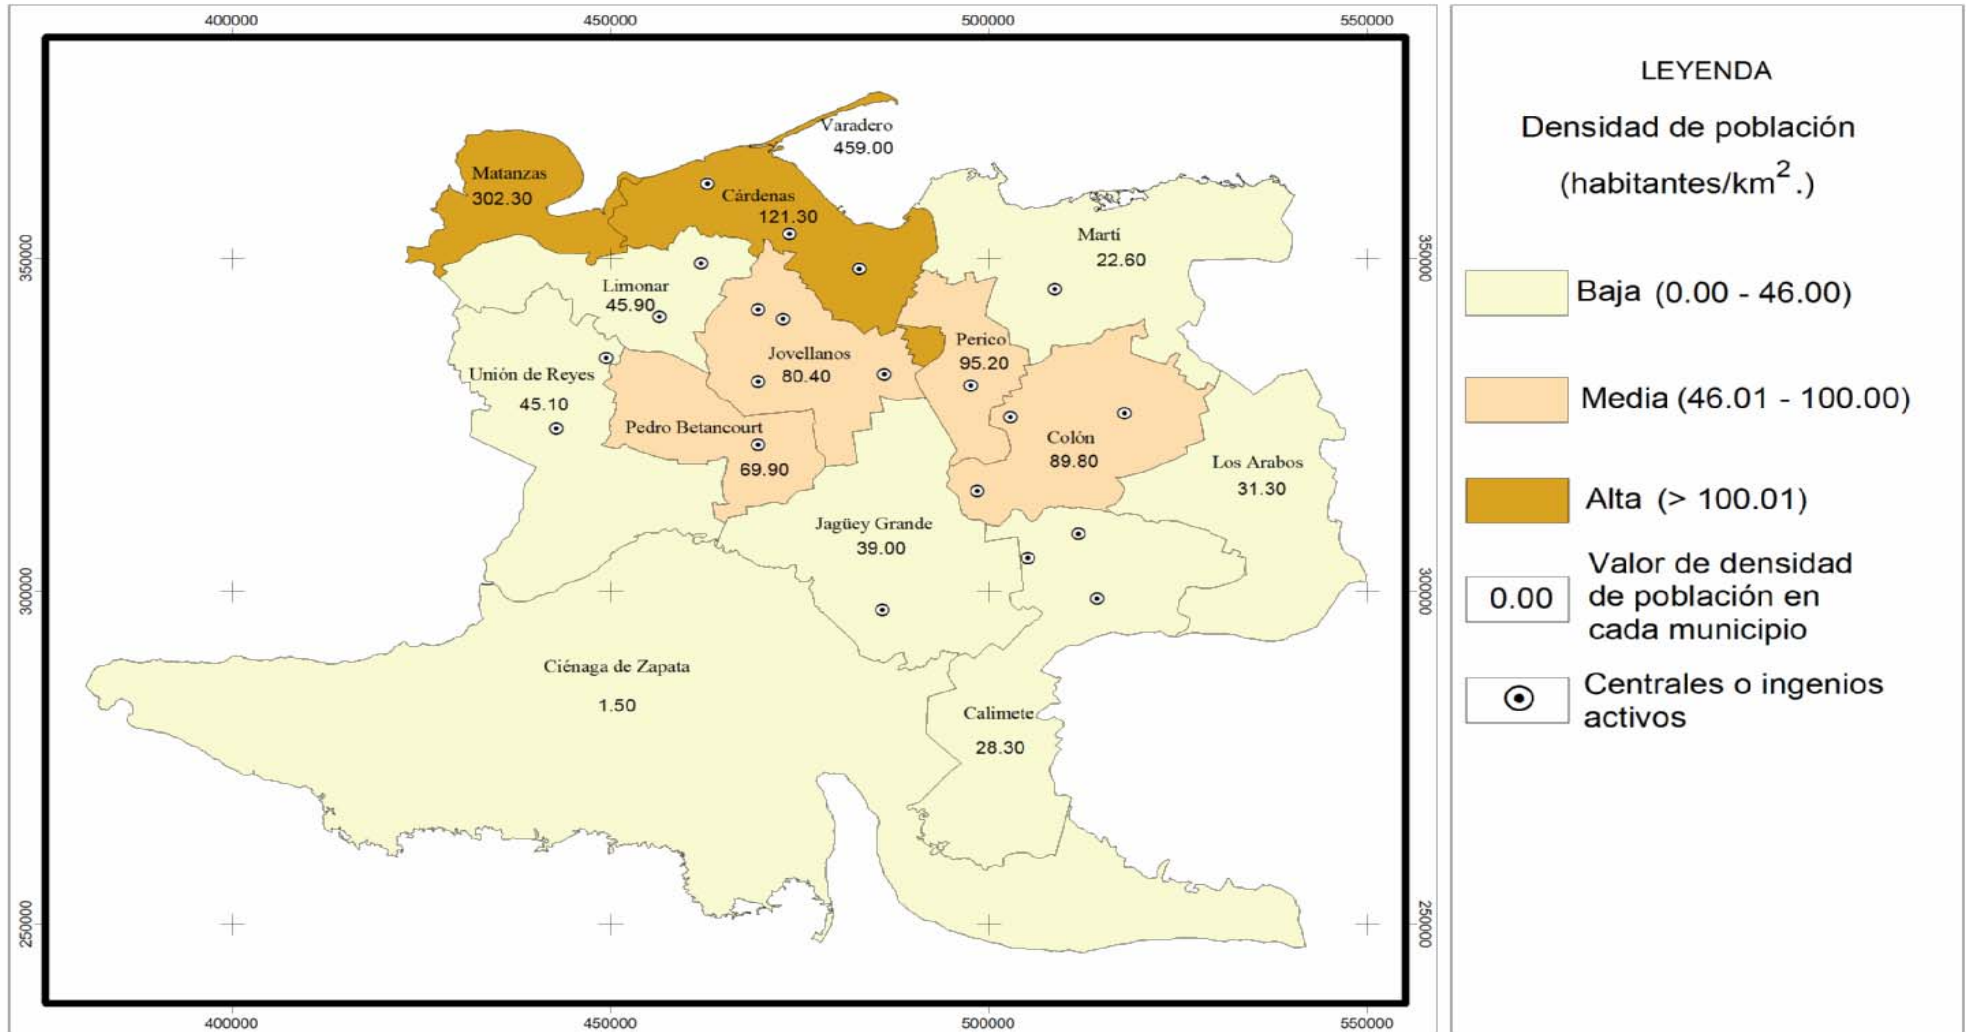 400000
450000
500000
550000
350000
300000
250000
350000
300000
250000
400000
450000
500000
550000
Varadero
459.00
Matanzas
302.30
Cárdenas
121.30
Martí
22.60
Limonar
45.90
Jovellanos
80.40
Perico
95.20
Unión de Reyes
45.10
Pedro Betancourt
69.90
Colón
89.80
Los Arabos
31.30
Jagüey Grande
39.00
Ciénaga de Zapata
1.50
Calimete
28.30
LEYENDA
Densidad de población
(habitantes/km².)
Baja (0.00 - 46.00)
Media (46.01 - 100.00)
Alta (> 100.01)
0.00
Valor de densidad
de población en
cada municipio
Centrales o ingenios
activos